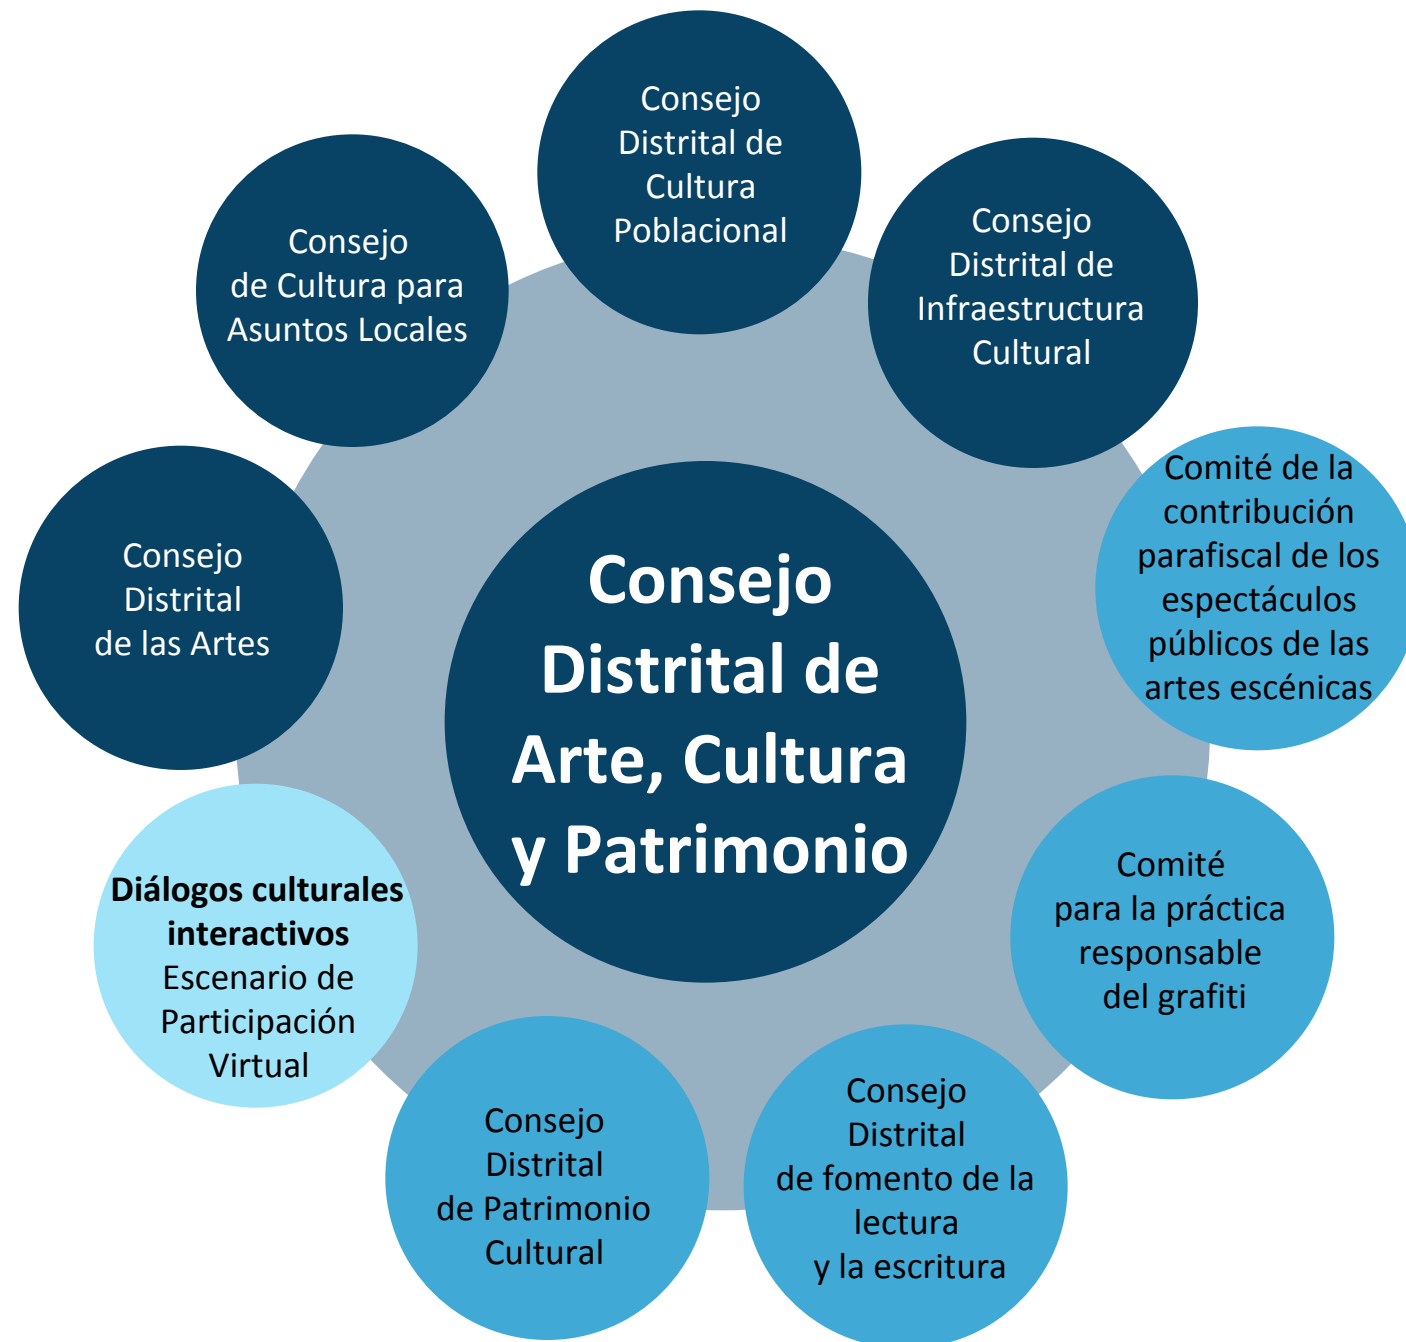 Consejo
Distrital de
Cultura
Poblacional
Consejo
Distrital de
Infraestructura
Cultural
Comité de la
contribución
parafiscal de los
espectáculos
públicos de las
artes escénicas
Comité
para la práctica
responsable
del grafiti
Consejo
Distrital
de fomento de la
lectura
y la escritura
Consejo
Distrital
de Patrimonio
Cultural
Diálogos culturales
interactivos
Escenario de
Participación
Virtual
Consejo
Distrital
de las Artes
Consejo
de Cultura para
Asuntos Locales
Consejo
Distrital de
Arte, Cultura
y Patrimonio